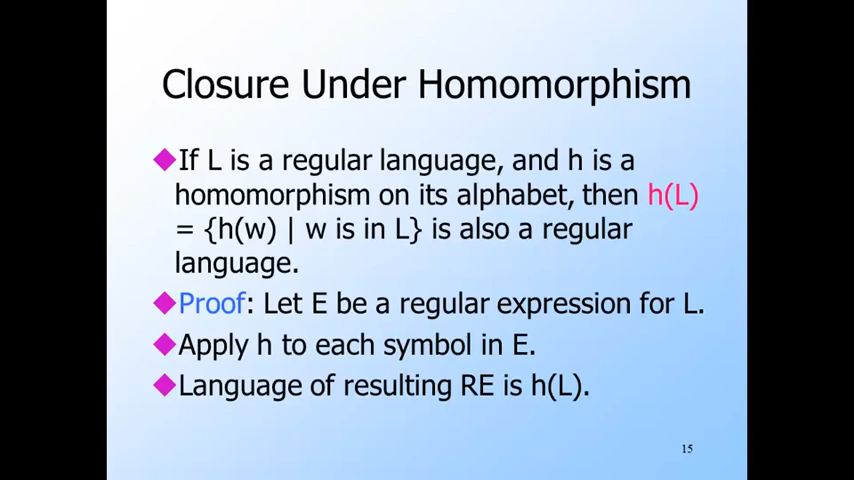 Closure Under Homomorphism
If L is a regular language, and h is a
homomorphism on its alphabet, then h(L)
= {h(w) | w is in L} is also a regular
language.
Proof: Let E be a regular expression for L.
Apply h to each symbol in E.
Language of resulting RE is h(L).
15